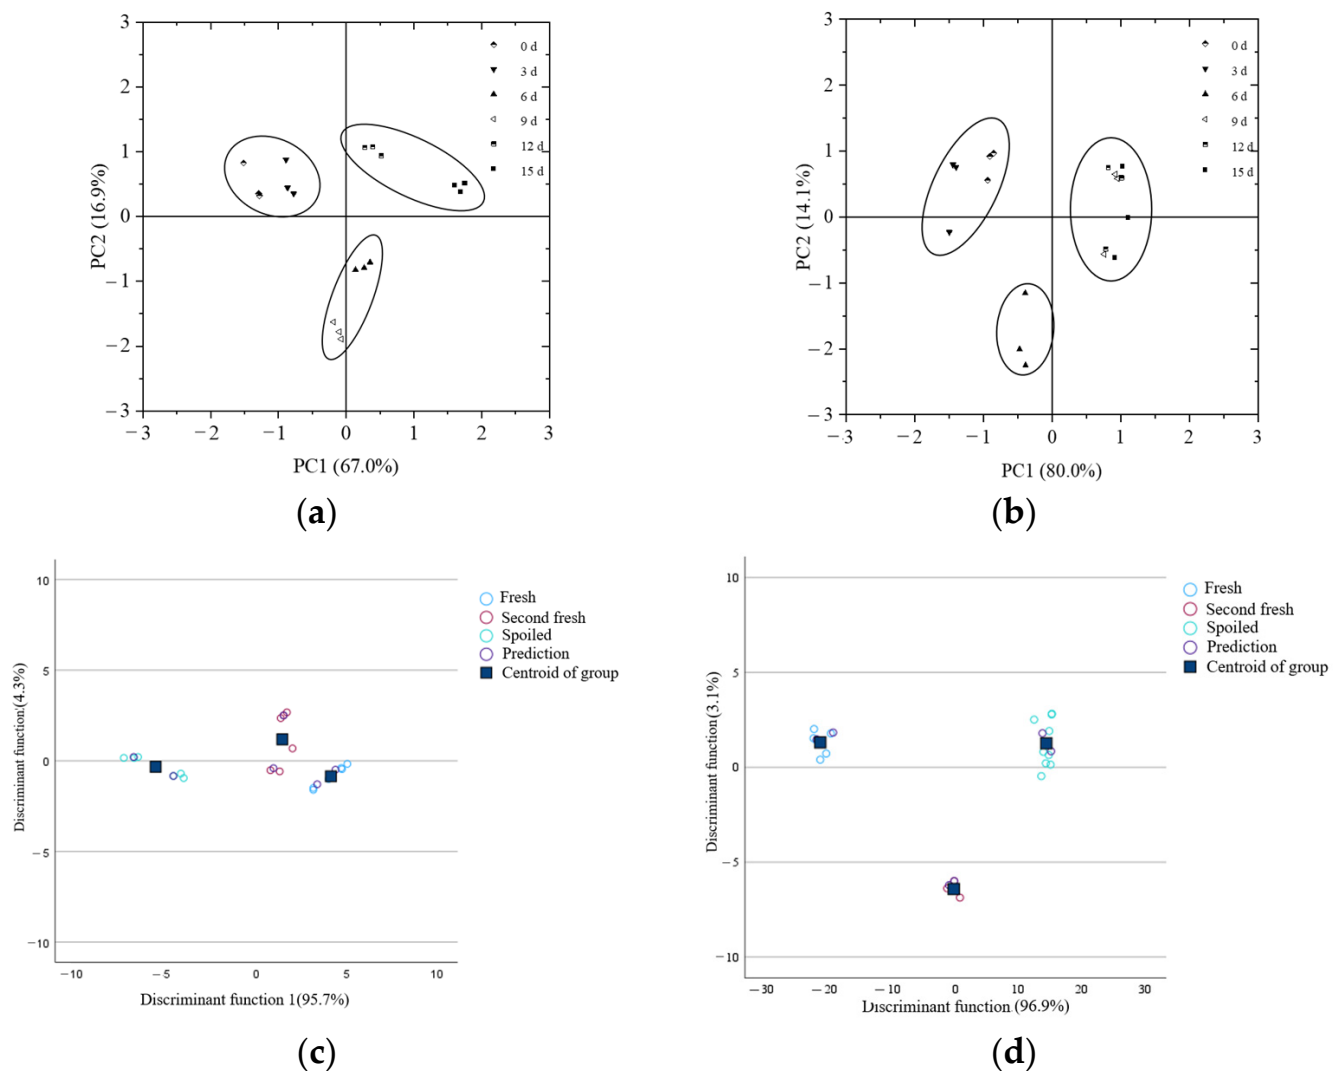 3
2
1
0
−1
−2
−3
−3 −2 −1 0 1 2 3
PC2 (16.9%)
PC1 (67.0%)
0 d
3 d
6 d
9 d
12 d
15 d
(a)
3
2
1
0
−1
−2
−3
−3 −2 −1 0 1 2 3
PC2 (14.1%)
PC1 (80.0%)
0 d
3 d
6 d
9 d
12 d
15 d
(b)
10
5
0
−5
−10
−10 −5 0 5 10
Discriminant function (4.3%)
Discriminant function 1(95.7%)
Fresh
Second fresh
Spoiled
Prediction
Centroid of group
(c)
10
5
0
−5
−10
−30 −20 −10 0 10 20 30
Discriminant function (3.1%)
Discriminant function (96.9%)
Fresh
Second fresh
Spoiled
Prediction
Centroid of group
(d)